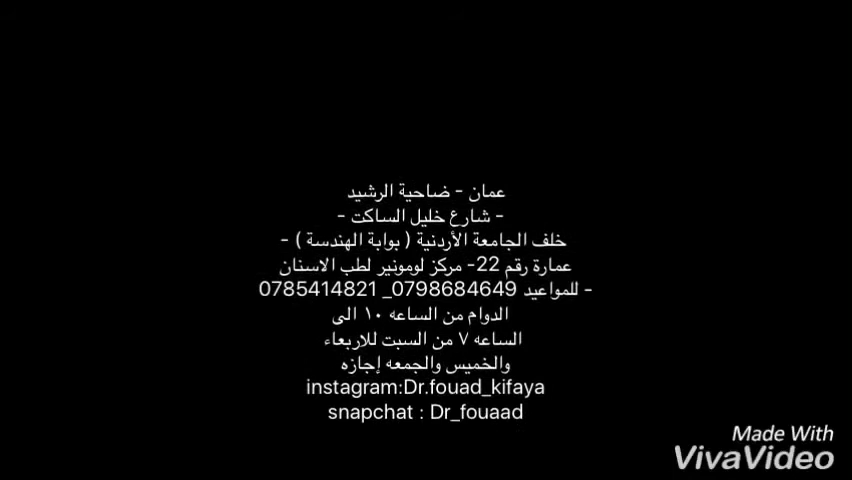 عمان - ضاحية الرشيد
- شارع خليل الساكت -
خلف الجامعة الأردنية ( بوابة الهندسة ) -
عمارة رقم 22- مركز لومونير لطب الاسنان
- للمواعيد 0798684649_ 0785414821
الدوام من الساعه ١٠ الى
الساعه ٧ من السبت للاربعاء
والخميس والجمعه إجازه
instagram:Dr.fouad_kifaya
snapchat : Dr_fouaad
Made With
VivaVideo